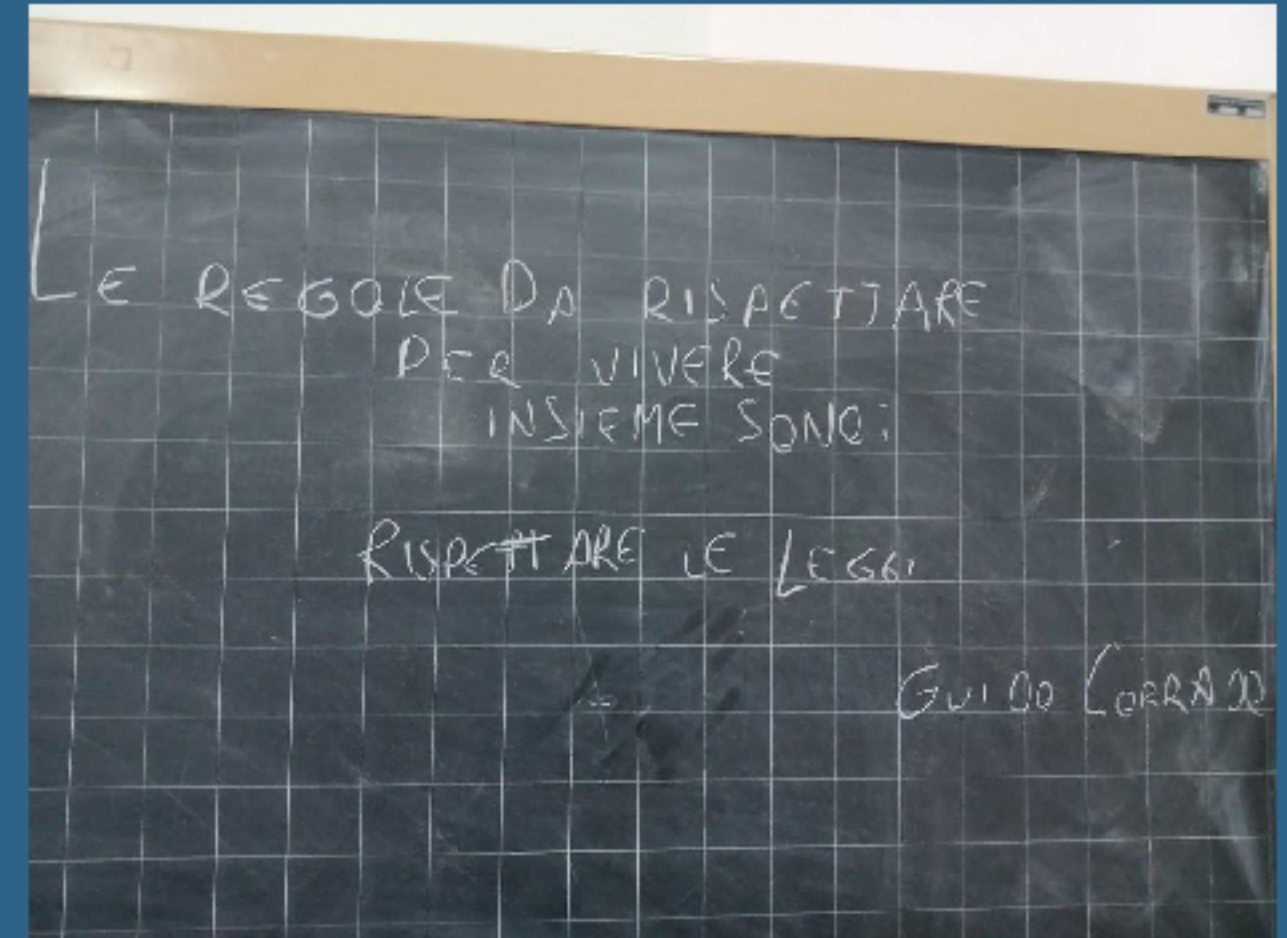 LE REGOLE DA RISPETTARE
PER VIVERE
INSIEME SONO:
RISPETTARE LE LEGGI
GUIDO CORRADO